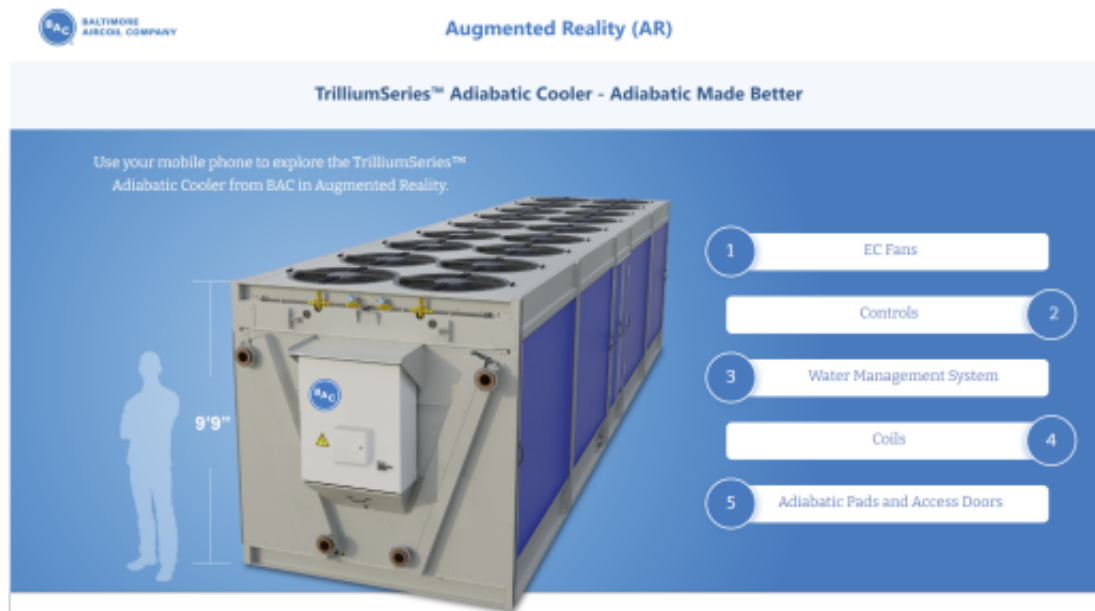 BAC
BALTIMORE
AIRCOIL COMPANY
Augmented Reality (AR)
TrilliumSeries™ Adiabatic Cooler - Adiabatic Made Better
Use your mobile phone to explore the TrilliumSeries™
Adiabatic Cooler from BAC in Augmented Reality.
9'9"
BAC
1
EC Fans
Controls
2
3
Water Management System
Coils
4
5
Adiabatic Pads and Access Doors